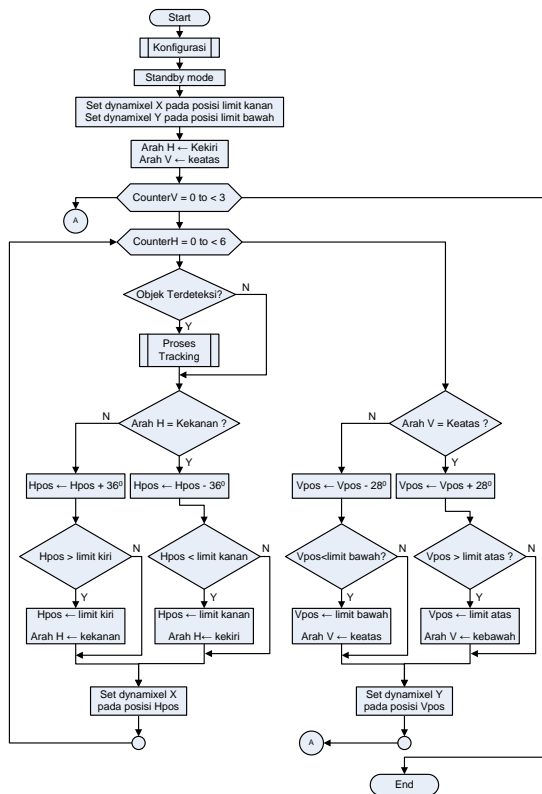 Start
Konfigurasi
Standby mode
Set dynamixel X pada posisi limit kanan
Set dynamixel Y pada posisi limit bawah
Arah H ← Kekiri
Arah V ← keatas
CounterV = 0 to < 3
A
CounterH = 0 to < 6
Objek Terdeteksi?
N
Y
Proses
Tracking
Arah H = Kekanan ?
N
Y
Arah V = Keatas ?
N
Y
Hpos ← Hpos + 36⁰
Hpos ← Hpos - 36⁰
Vpos ← Vpos - 28⁰
Vpos ← Vpos + 28⁰
Hpos > limit kiri
N
Y
Hpos < limit kanan
N
Y
Vpos<limit bawah?
N
Y
Vpos > limit atas ?
N
Y
Hpos ← limit kiri
Arah H ← kekanan
Hpos ← limit kanan
Arah H← kekiri
Vpos ← limit bawah
Arah V ← keatas
Vpos ← limit atas
Arah V ← kebawah
Set dynamixel X
pada posisi Hpos
Set dynamixel Y
pada posisi Vpos
A
End